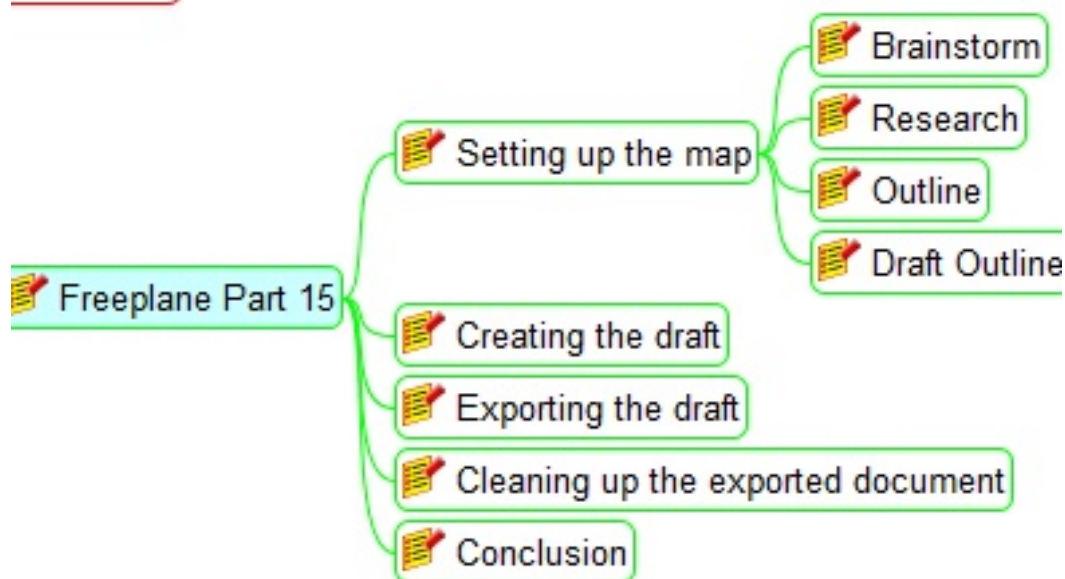 Freeplane Part 15
Setting up the map
Brainstorm
Research
Outline
Draft Outline
Creating the draft
Exporting the draft
Cleaning up the exported document
Conclusion